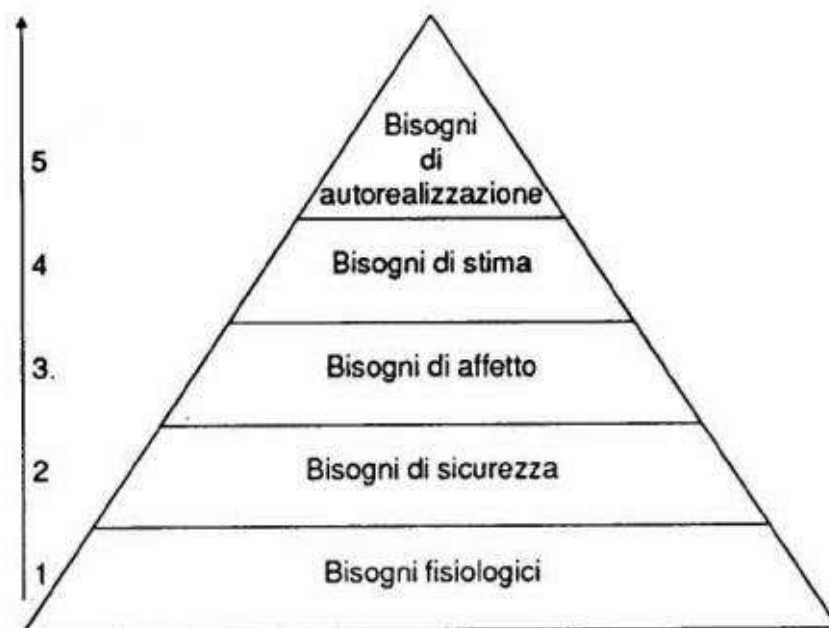 5
Bisogni
di
autorealizzazione
4
Bisogni di stima
3.
Bisogni di affetto
2
Bisogni di sicurezza
1
Bisogni fisiologici